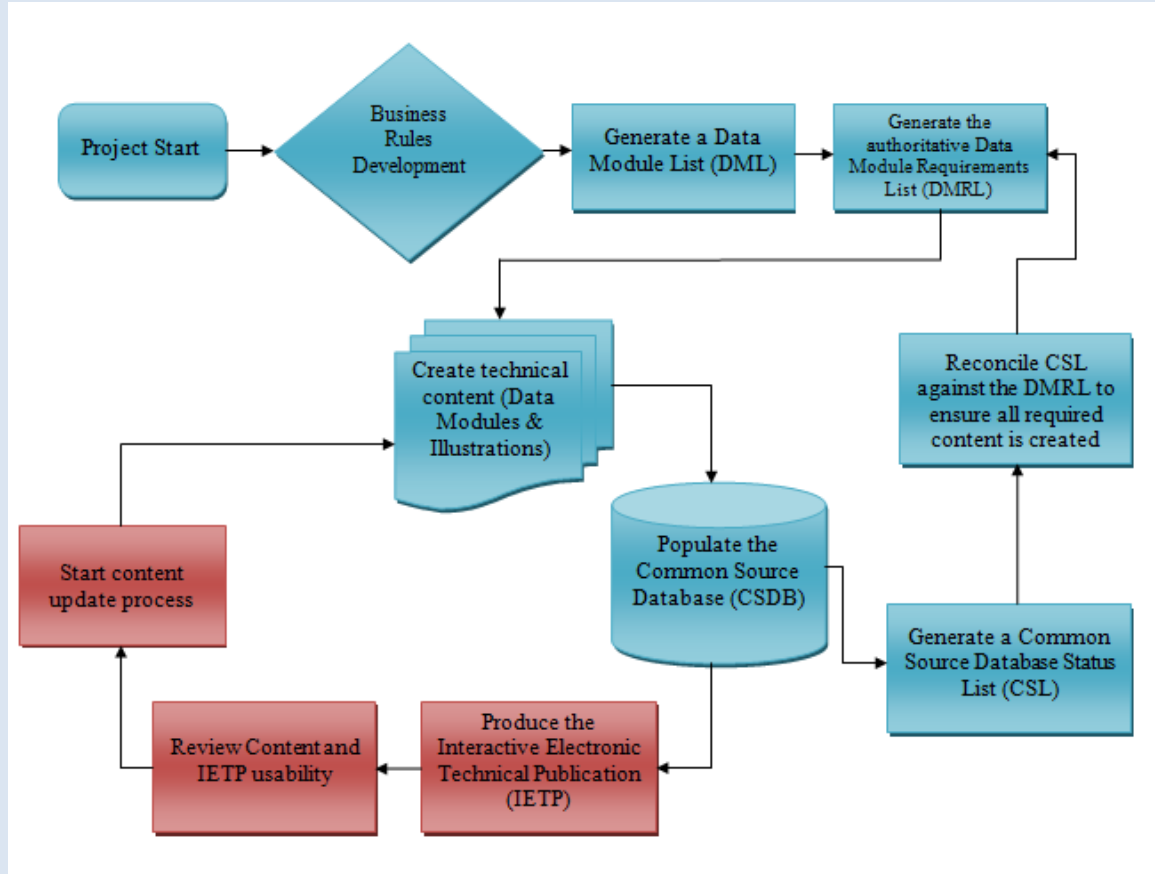 Project Start
Business
Rules
Development
Generate a Data
Module List (DML)
Generate the
authoritative Data
Module Requirements
List (DMRL)
Create technical
content (Data
Modules &
Illustrations)
Reconcile CSL
against the DMRL to
ensure all required
content is created
Populate the
Common Source
Database (CSDB)
Start content
update process
Generate a Common
Source Database Status
List (CSL)
Review Content and
IETP usability
Produce the
Interactive Electronic
Technical Publication
(IETP)